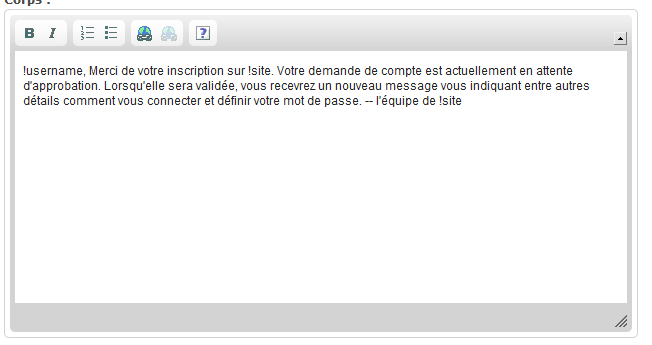 Corps :
B I
!username, Merci de votre inscription sur !site. Votre demande de compte est actuellement en attente
d'approbation. Lorsqu'elle sera validée, vous recevrez un nouveau message vous indiquant entre autres
détails comment vous connecter et définir votre mot de passe. -- l'équipe de !site